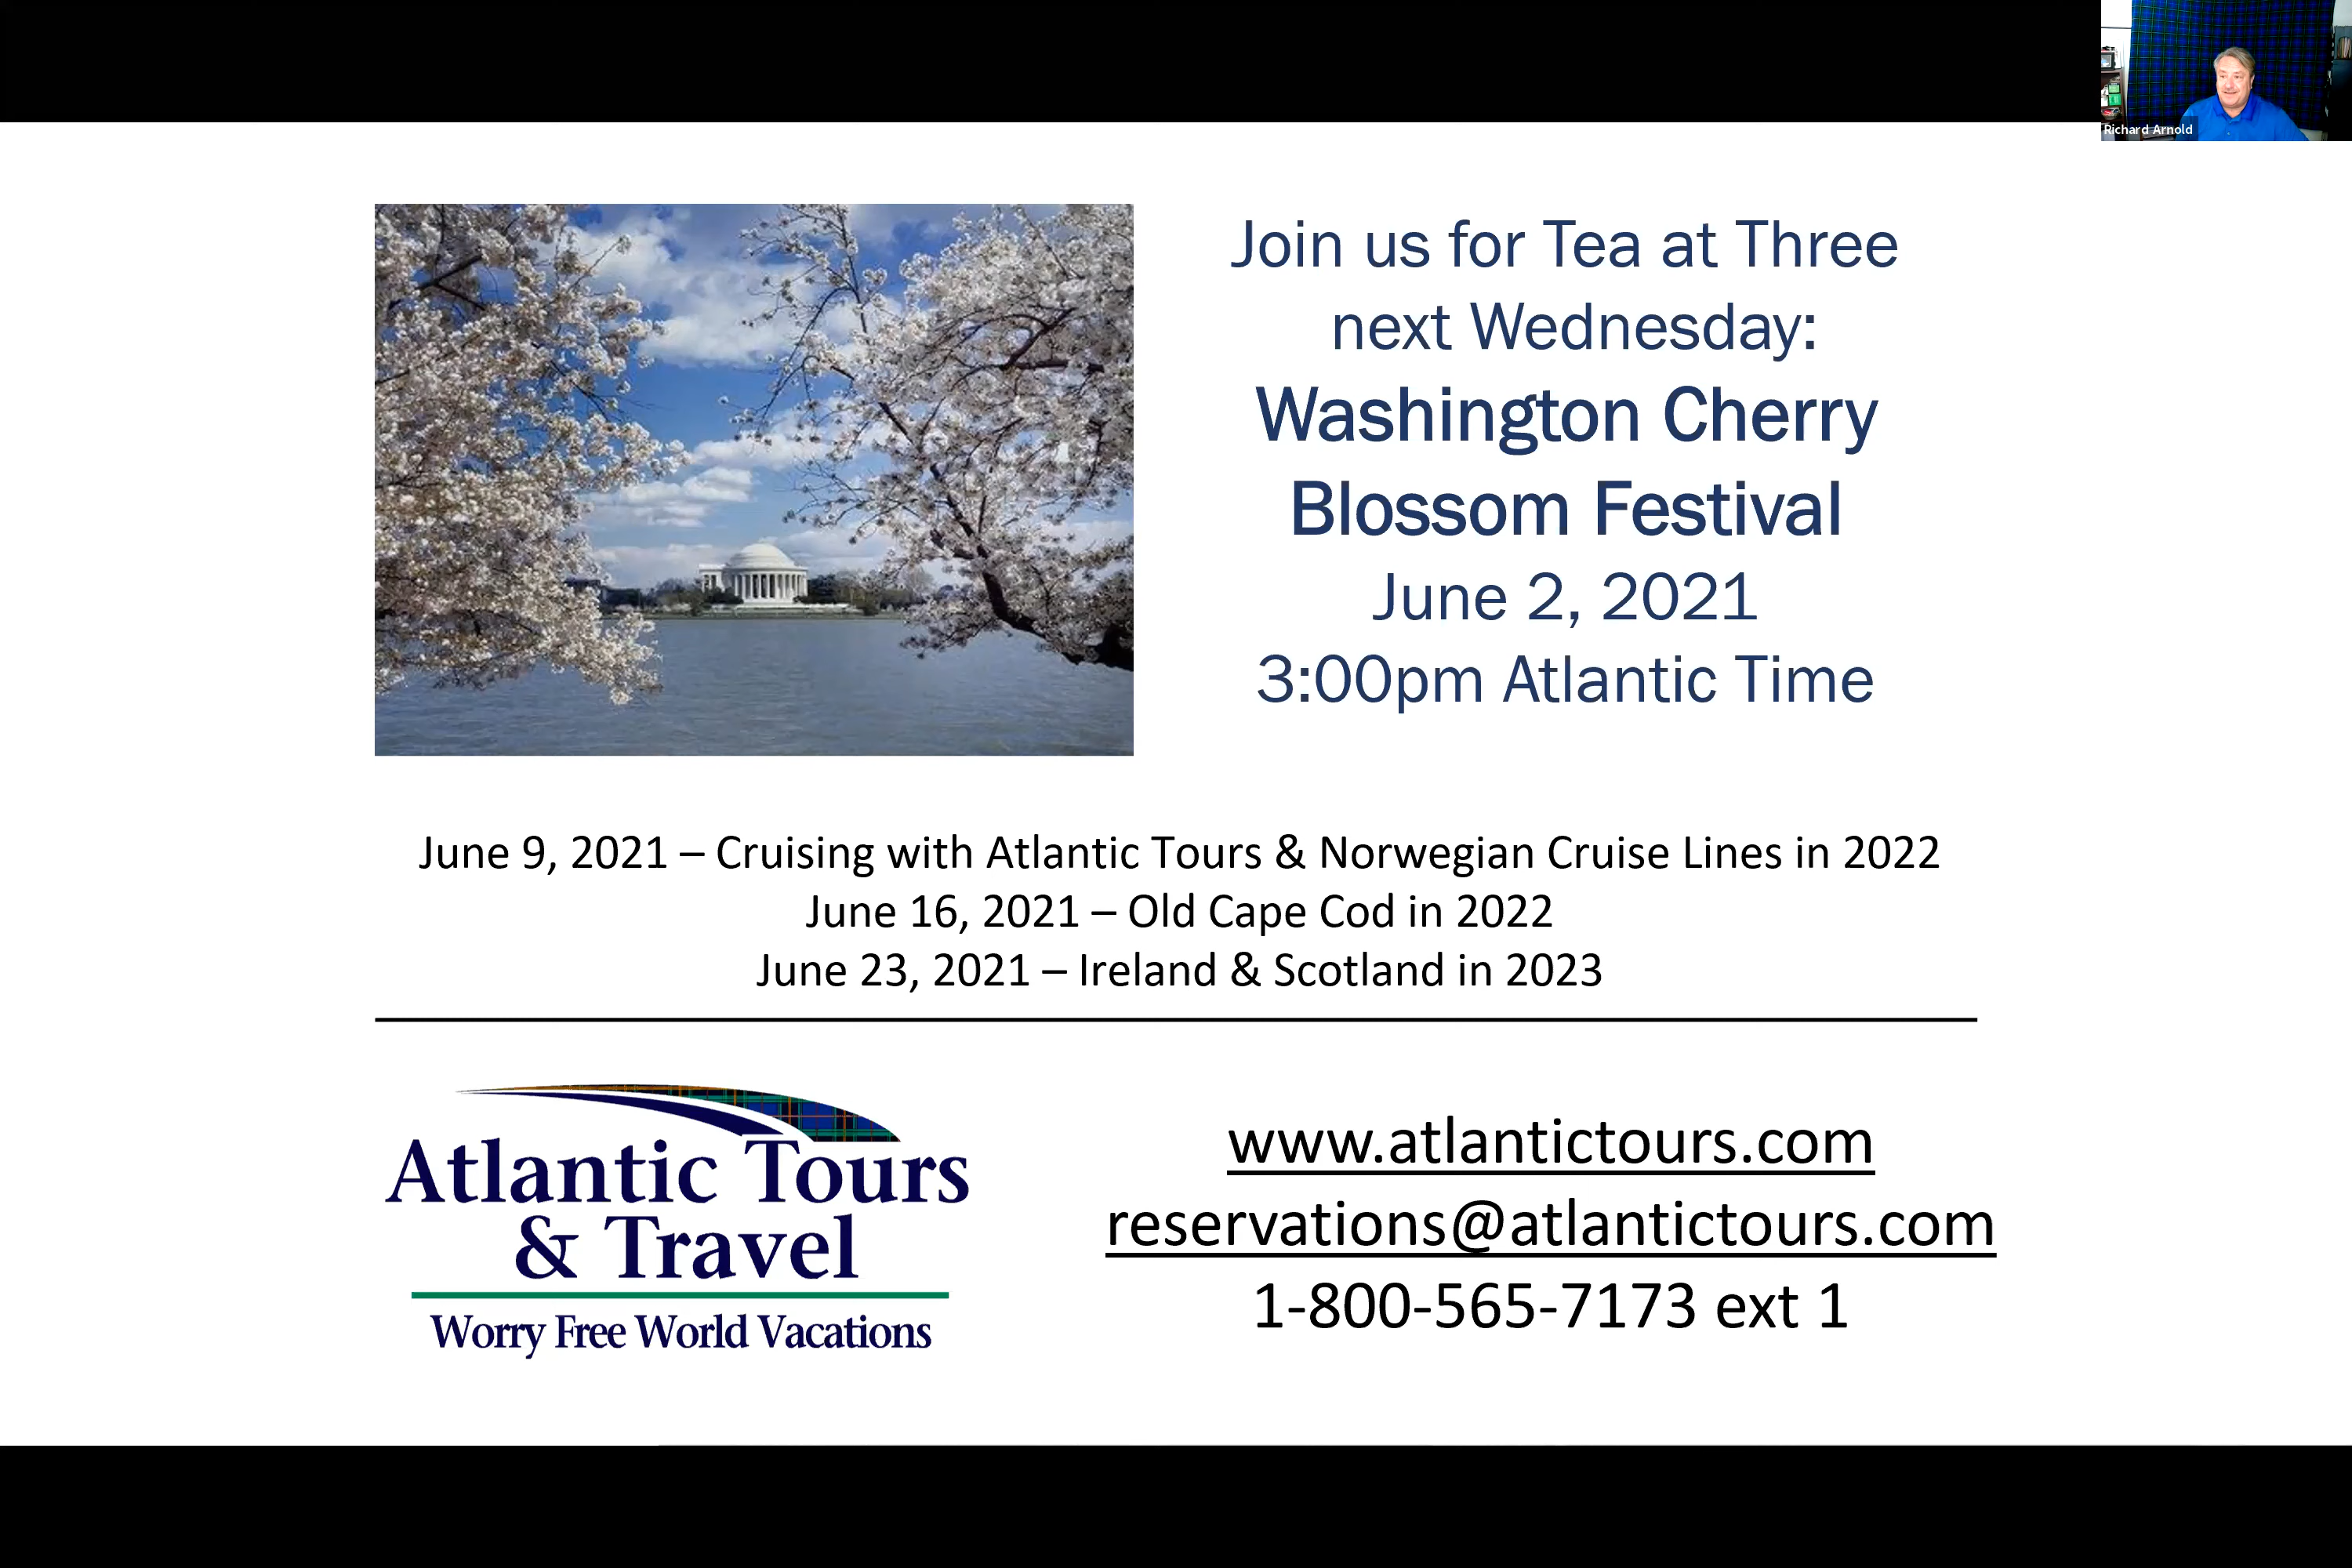 Richard Arnold
Join us for Tea at Three
next Wednesday:
Washington Cherry
Blossom Festival
June 2, 2021
3:00pm Atlantic Time
June 9, 2021 – Cruising with Atlantic Tours & Norwegian Cruise Lines in 2022
June 16, 2021 – Old Cape Cod in 2022
June 23, 2021 – Ireland & Scotland in 2023
Atlantic Tours
& Travel
Worry Free World Vacations
www.atlantictours.com
reservations@atlantictours.com
1-800-565-7173 ext 1